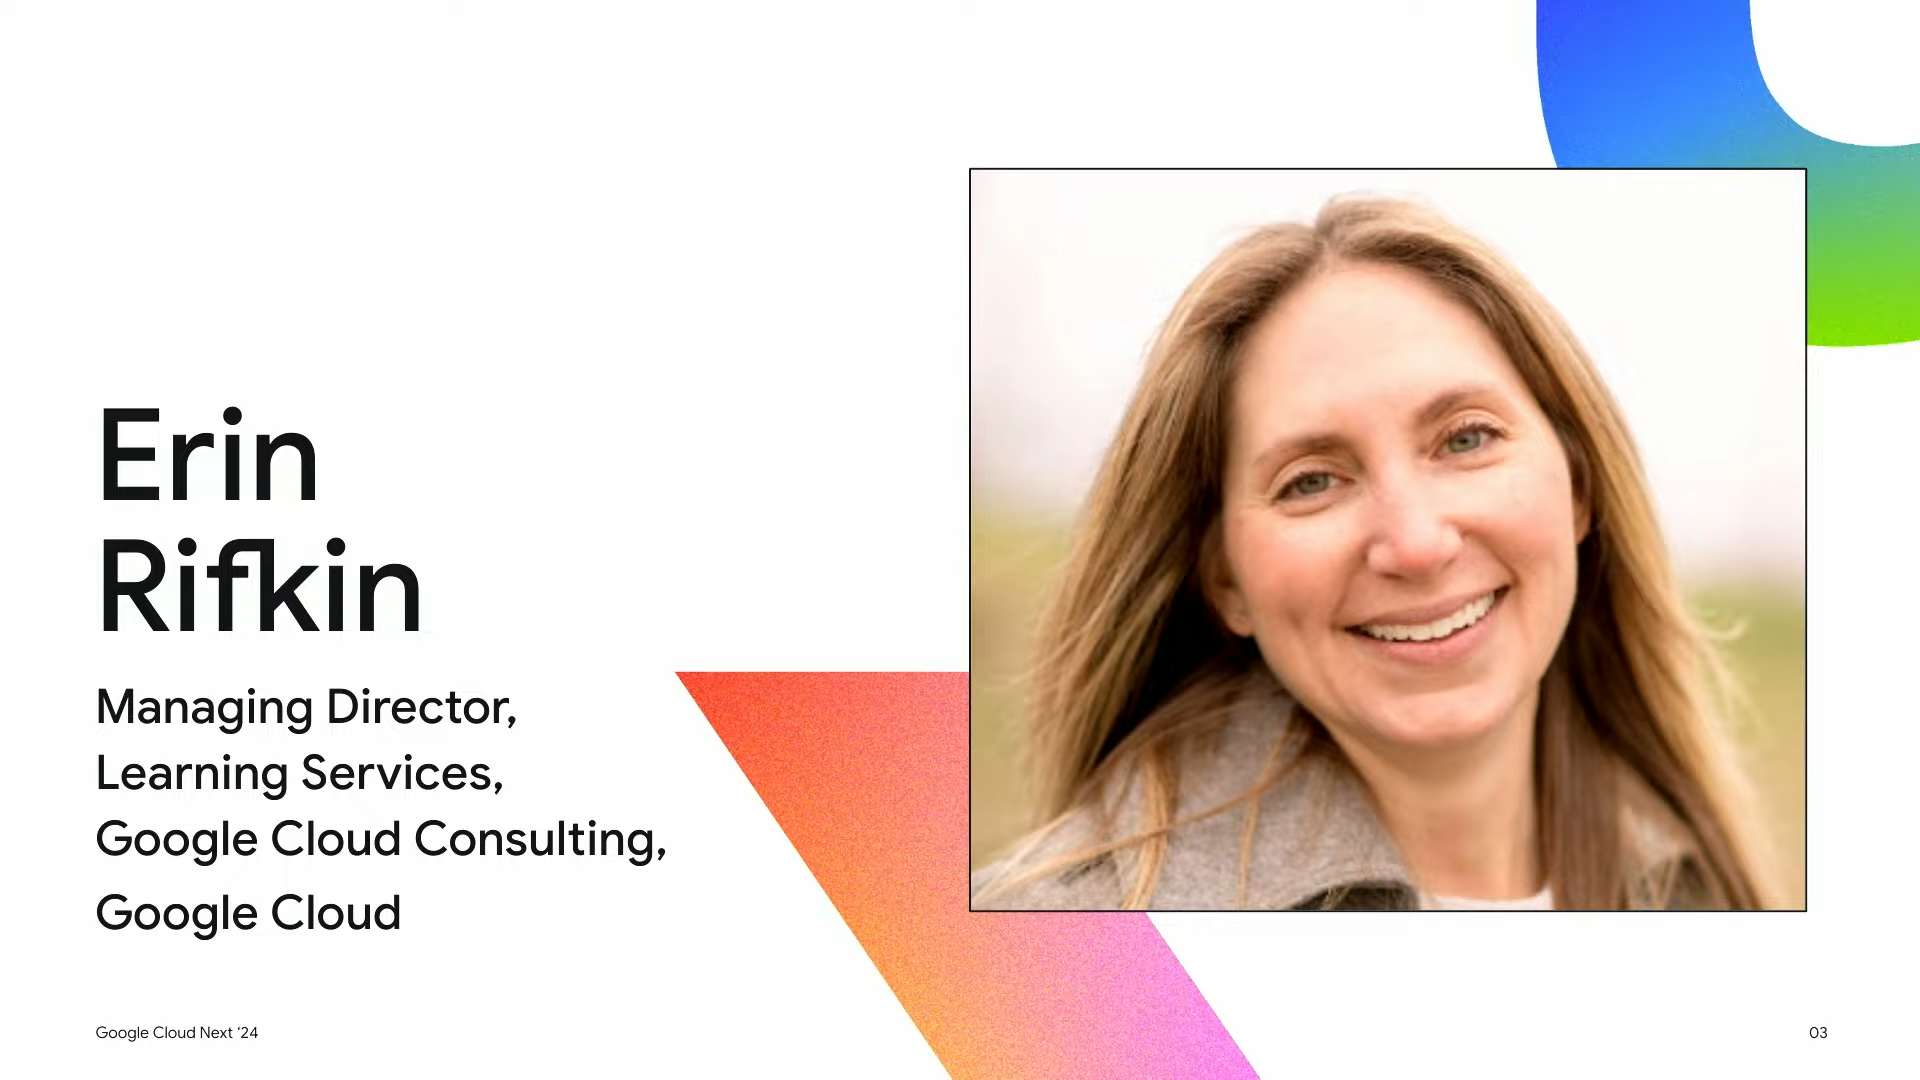 Erin
Rifkin
Managing Director,
Learning Services,
Google Cloud Consulting,
Google Cloud
Google Cloud Next ‘24
03